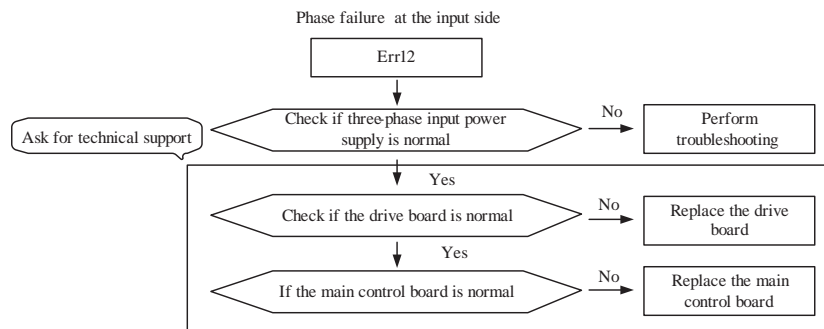 Phase failure at the input side
Err12
Check if three-phase input power
supply is normal
No
Perform
troubleshooting
Ask for technical support
Yes
Check if the drive board is normal
No
Replace the drive
board
Yes
If the main control board is normal
No
Replace the main
control board